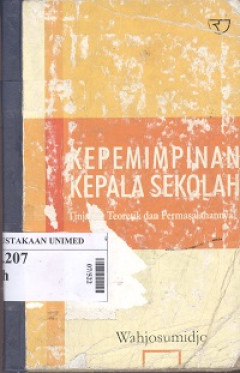 KEPEMIMPINAN
KEPALA SEKOLAH
Tinjauan Teoretik dan Permasalahannya
STAKAAN UNIMED
.207
h
Wahjosumidjo